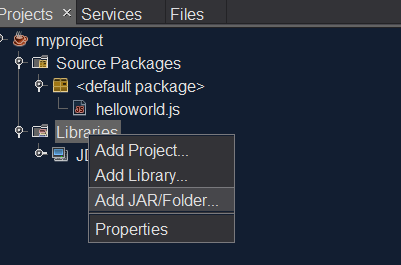 Projects × Services Files
myproject
Source Packages
<default package>
helloworld.js
Libraries
Add Project...
Add Library...
Add JAR/Folder...
Properties